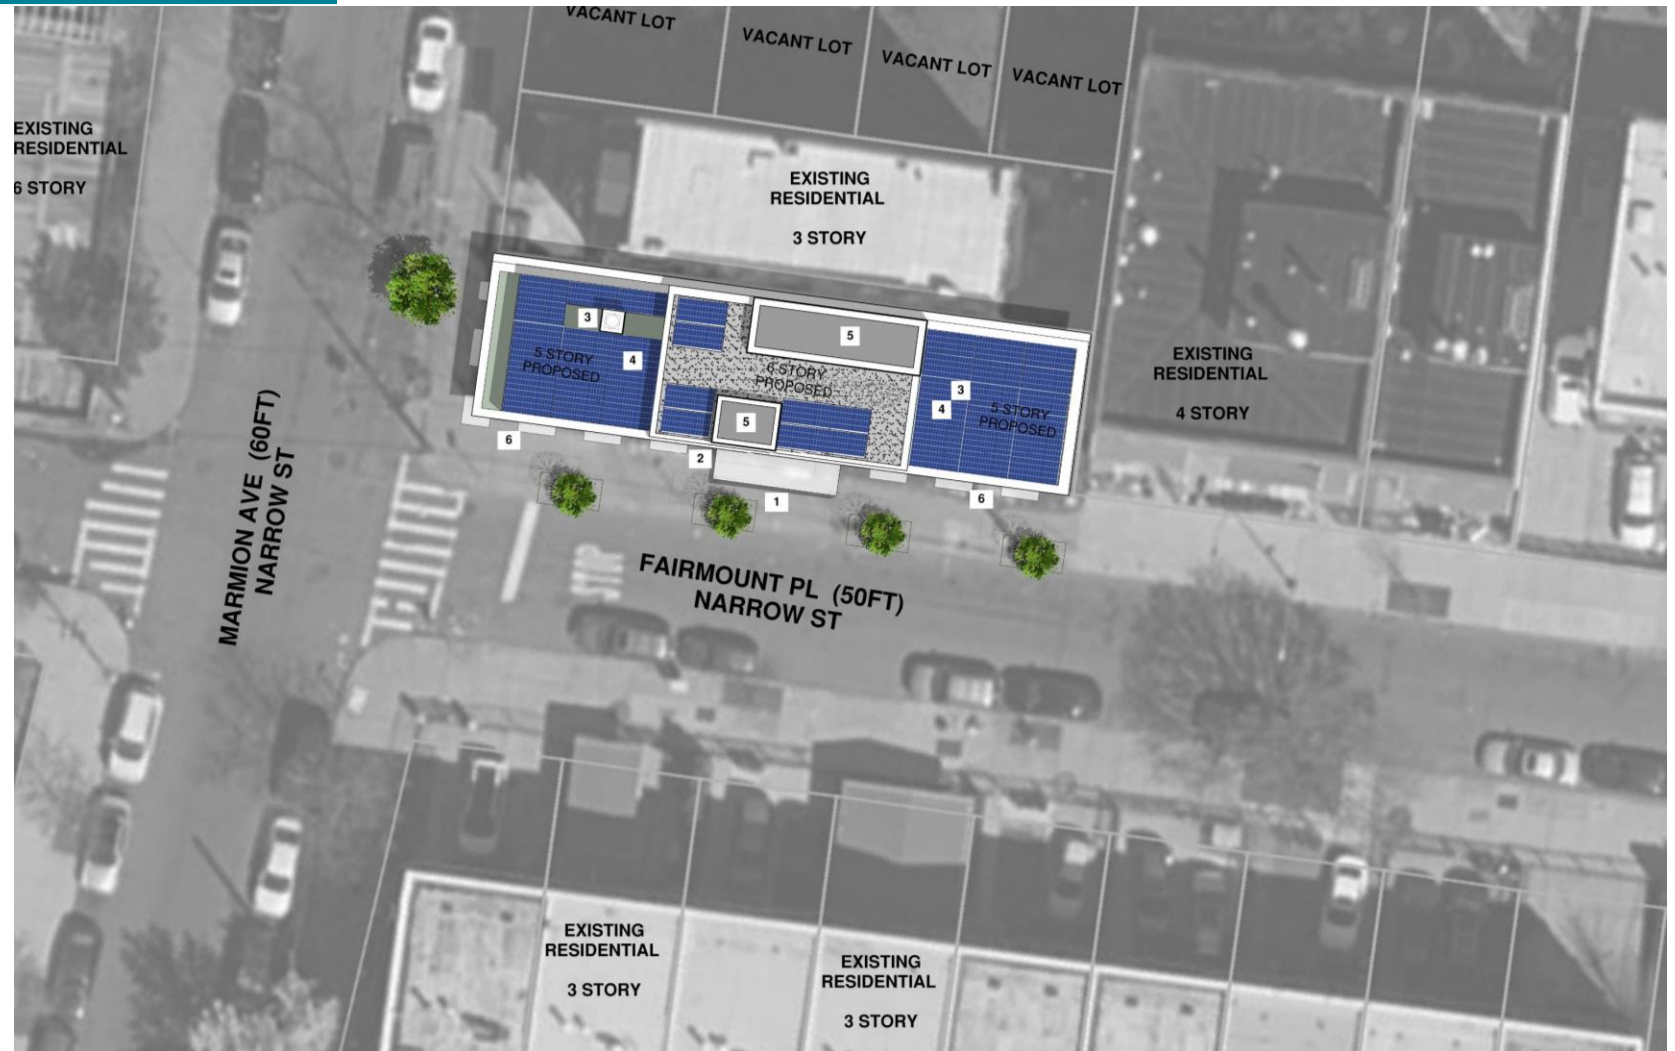 VACANT LOT
VACANT LOT
VACANT LOT
VACANT LOT
EXISTING
RESIDENTIAL
6 STORY
EXISTING
RESIDENTIAL
3 STORY
3
4
5 STORY
PROPOSED
5
6 STORY
PROPOSED
5
3
4
5 STORY
PROPOSED
EXISTING
RESIDENTIAL
4 STORY
6
2
1
6
MARMION AVE (60FT)
NARROW ST
STOP
FAIRMOUNT PL (50FT)
NARROW ST
EXISTING
RESIDENTIAL
3 STORY
EXISTING
RESIDENTIAL
3 STORY